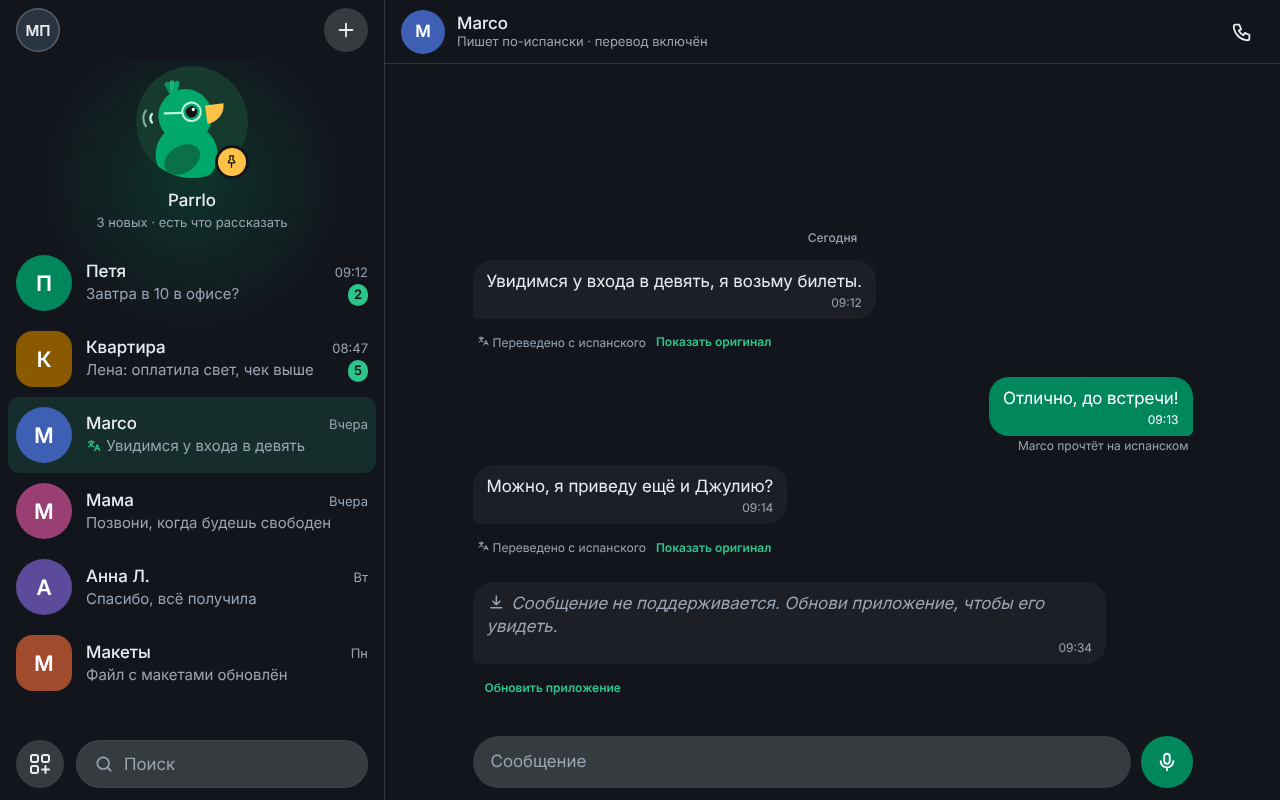 МП
Parrlo
3 новых · есть что рассказать
П
Петя
09:12
Завтра в 10 в офисе?
2
К
Квартира
08:47
Лена: оплатила свет, чек выше
5
M
Marco
Вчера
Увидимся у входа в девять
М
Мама
Вчера
Позвони, когда будешь свободен
А
Анна Л.
Вт
Спасибо, всё получила
М
Макеты
Пн
Файл с макетами обновлён
Поиск
M
Marco
Пишет по-испански · перевод включён
Сегодня
Увидимся у входа в девять, я возьму билеты.
09:12
Переведено с испанского Показать оригинал
Отлично, до встречи!
09:13
Marco прочтёт на испанском
Можно, я приведу ещё и Джулию?
09:14
Переведено с испанского Показать оригинал
Сообщение не поддерживается. Обнови приложение, чтобы его
увидеть.
09:34
Обновить приложение
Сообщение